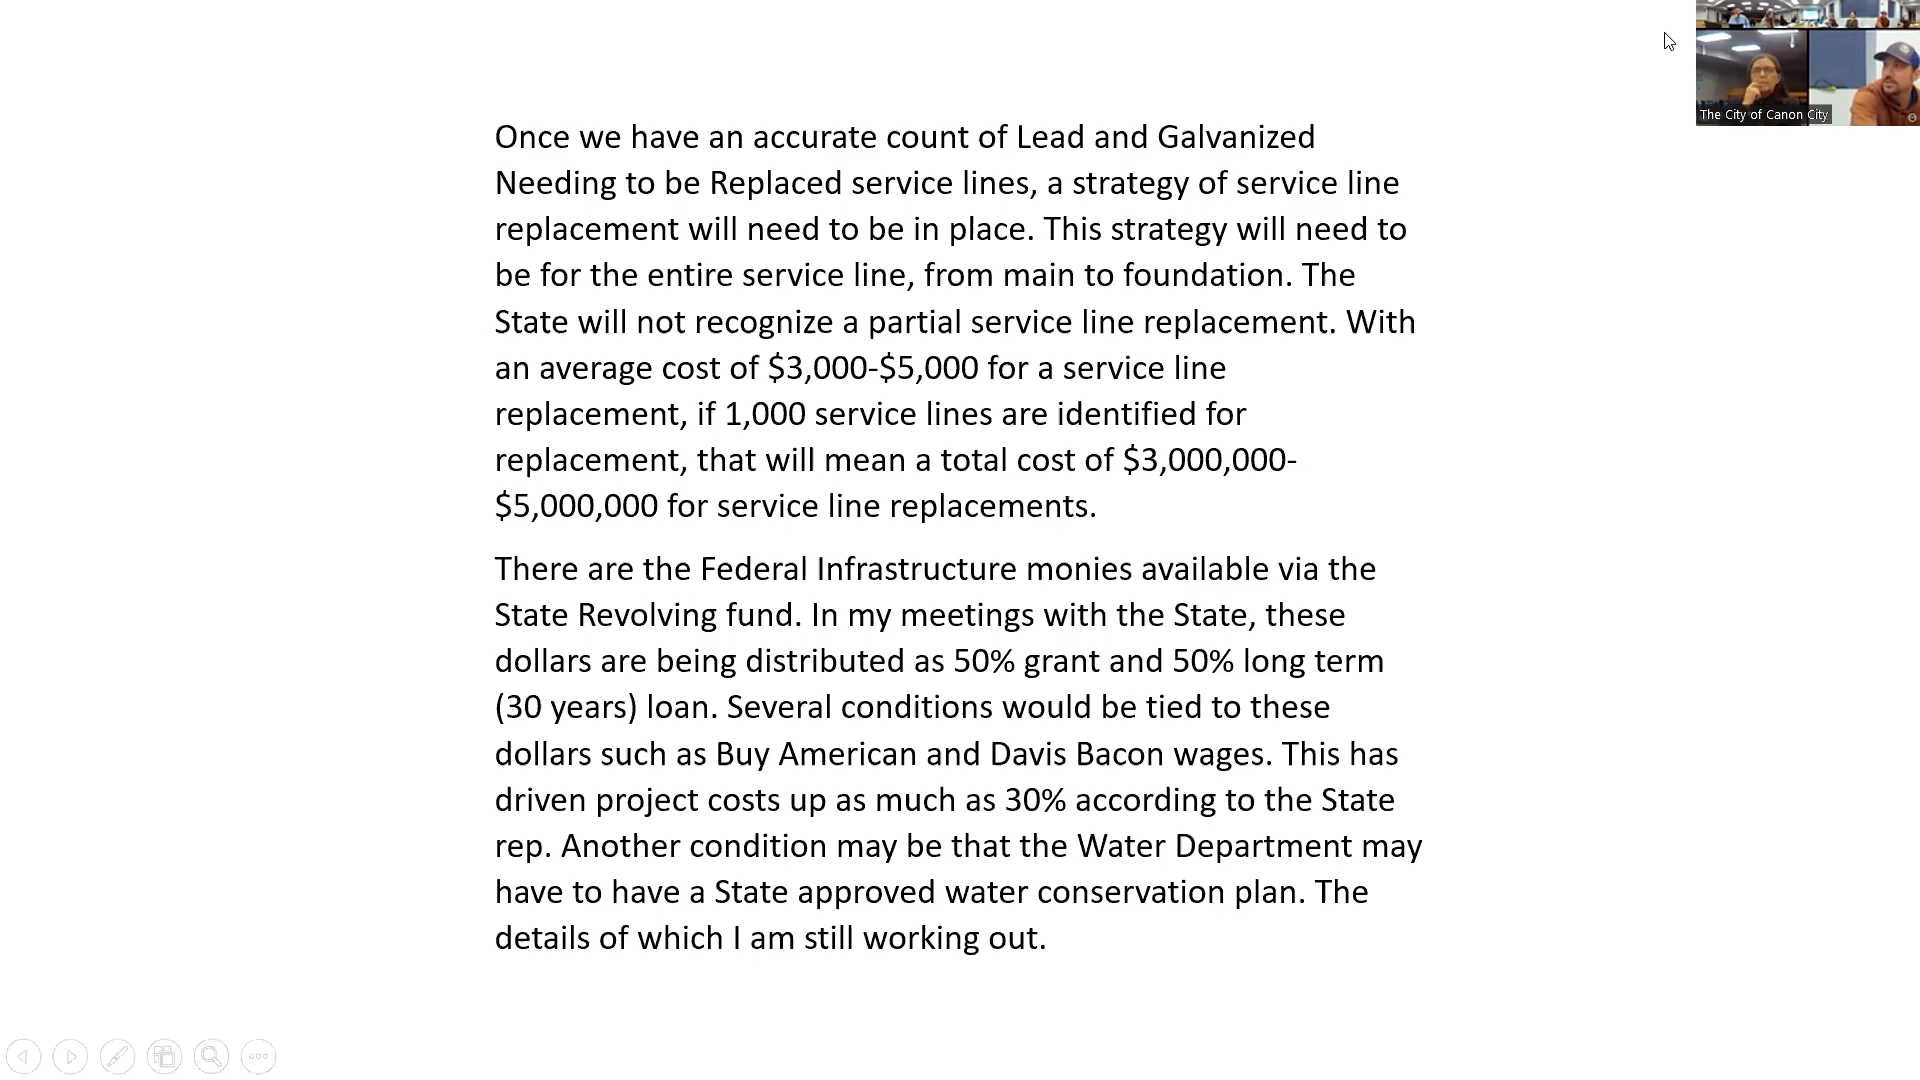 The City of Canon City
Once we have an accurate count of Lead and Galvanized
Needing to be Replaced service lines, a strategy of service line
replacement will need to be in place. This strategy will need to
be for the entire service line, from main to foundation. The
State will not recognize a partial service line replacement. With
an average cost of $3,000-$5,000 for a service line
replacement, if 1,000 service lines are identified for
replacement, that will mean a total cost of $3,000,000-
$5,000,000 for service line replacements.
There are the Federal Infrastructure monies available via the
State Revolving fund. In my meetings with the State, these
dollars are being distributed as 50% grant and 50% long term
(30 years) loan. Several conditions would be tied to these
dollars such as Buy American and Davis Bacon wages. This has
driven project costs up as much as 30% according to the State
rep. Another condition may be that the Water Department may
have to have a State approved water conservation plan. The
details of which I am still working out.